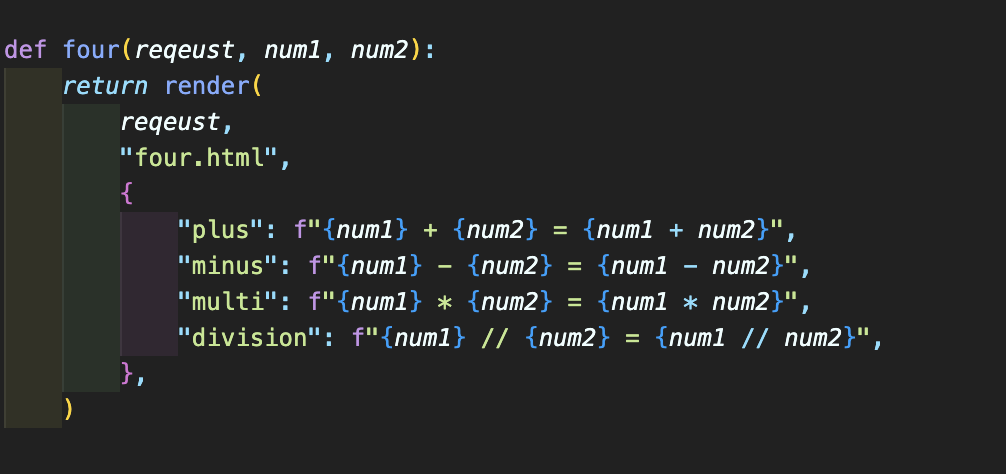 def four(reqeust, num1, num2):
    return render(
        reqeust,
        "four.html",
        {
            "plus": f"{num1} + {num2} = {num1 + num2}",
            "minus": f"{num1} - {num2} = {num1 - num2}",
            "multi": f"{num1} * {num2} = {num1 * num2}",
            "division": f"{num1} // {num2} = {num1 // num2}",
        },
    )